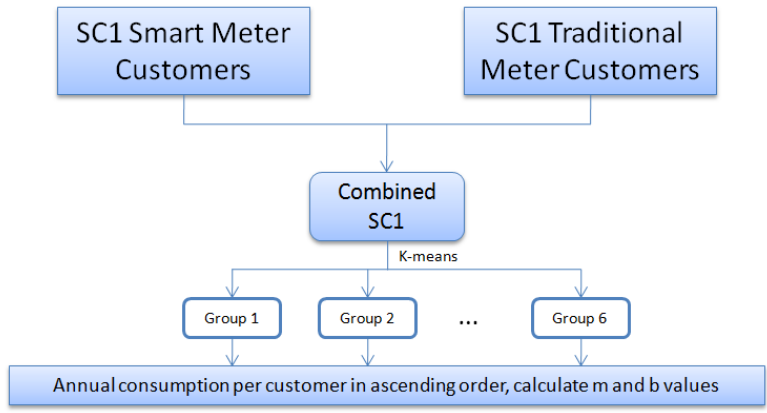 SC1 Smart Meter
Customers
SC1 Traditional
Meter Customers
Combined
SC1
K-means
Group 1
Group 2
...
Group 6
Annual consumption per customer in ascending order, calculate m and b values